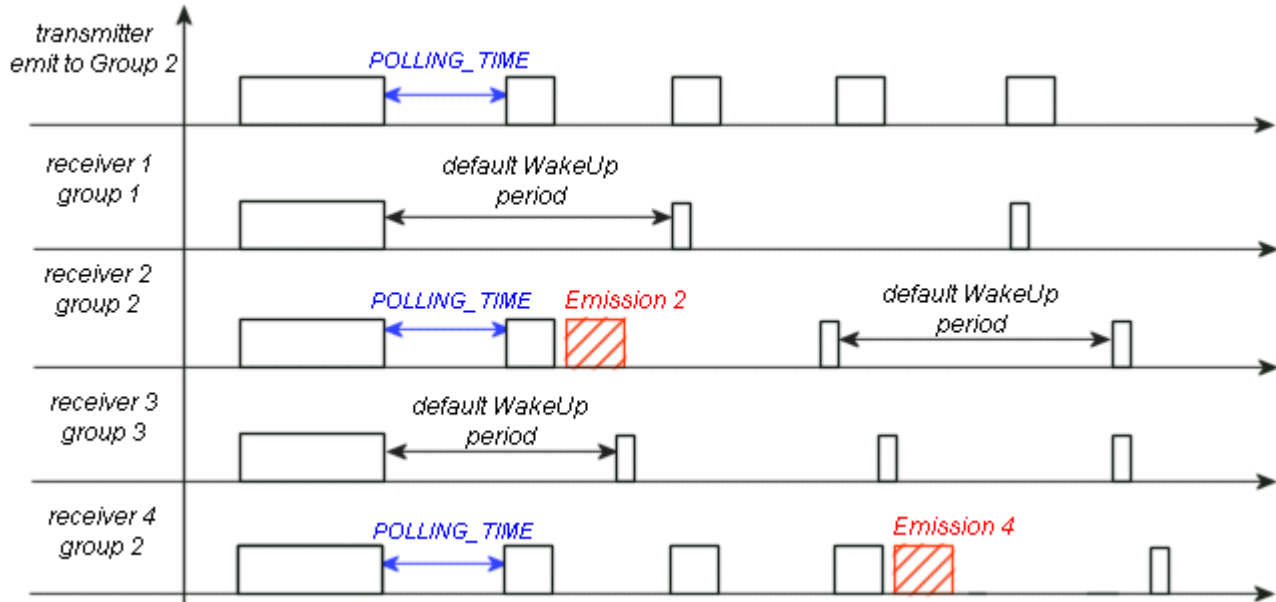 transmitter
emit to Group 2
POLLING_TIME
receiver 1
group 1
default WakeUp
period
receiver 2
group 2
POLLING_TIME
Emission 2
default WakeUp
period
receiver 3
group 3
default WakeUp
period
receiver 4
group 2
POLLING_TIME
Emission 4